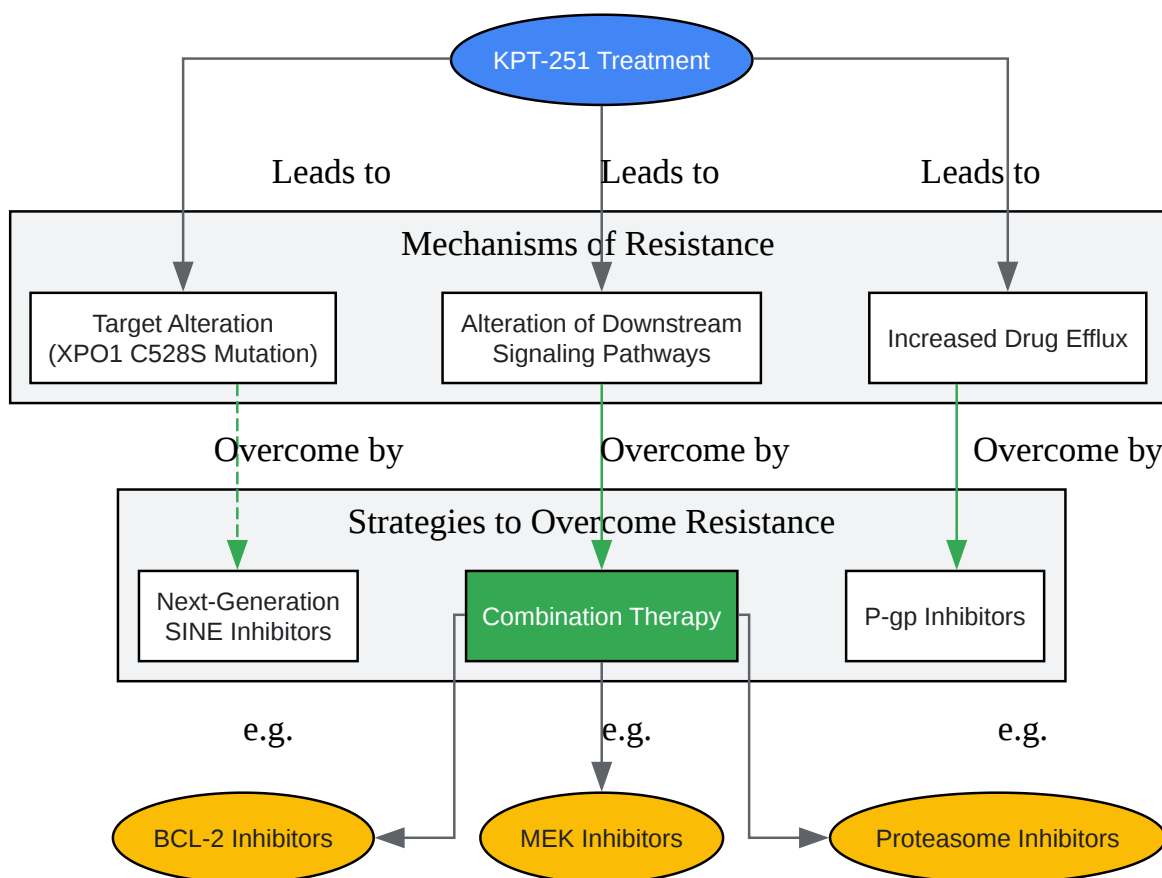 KPT-251 Treatment
Leads to
Leads to
Leads to
Mechanisms of Resistance
Target Alteration
(XPO1 C528S Mutation)
Alteration of Downstream
Signaling Pathways
Increased Drug Efflux
Overcome by
Overcome by
Overcome by
Strategies to Overcome Resistance
Next-Generation
SINE Inhibitors
Combination Therapy
P-gp Inhibitors
e.g.
e.g.
e.g.
BCL-2 Inhibitors
MEK Inhibitors
Proteasome Inhibitors